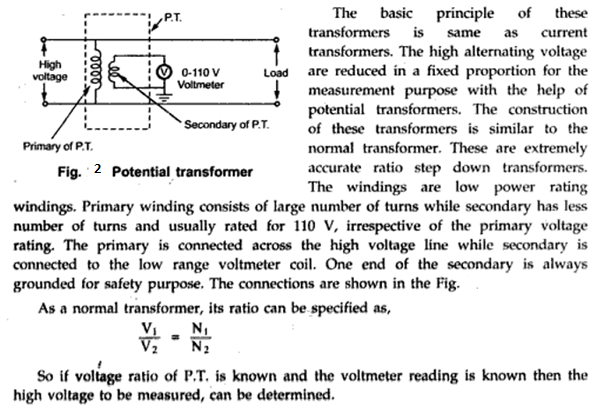 P.T.
High
voltage
V
0-110 V
Voltmeter
Load
Secondary of P.T.
Primary of P.T.
Fig. 2 Potential transformer
The basic principle of these
transformers is same as current
transformers. The high alternating voltage
are reduced in a fixed proportion for the
measurement purpose with the help of
potential transformers. The construction
of these transformers is similar to the
normal transformer. These are extremely
accurate ratio step down transformers.
The windings are low power rating
windings. Primary winding consists of large number of turns while secondary has less
number of turns and usually rated for 110 V, irrespective of the primary voltage
rating. The primary is connected across the high voltage line while secondary is
connected to the low range voltmeter coil. One end of the secondary is always
grounded for safety purpose. The connections are shown in the Fig.
As a normal transformer, its ratio can be specified as,
V₁ N₁
=
V₂ N₂
So if voltage ratio of P.T. is known and the voltmeter reading is known then the
high voltage to be measured, can be determined.